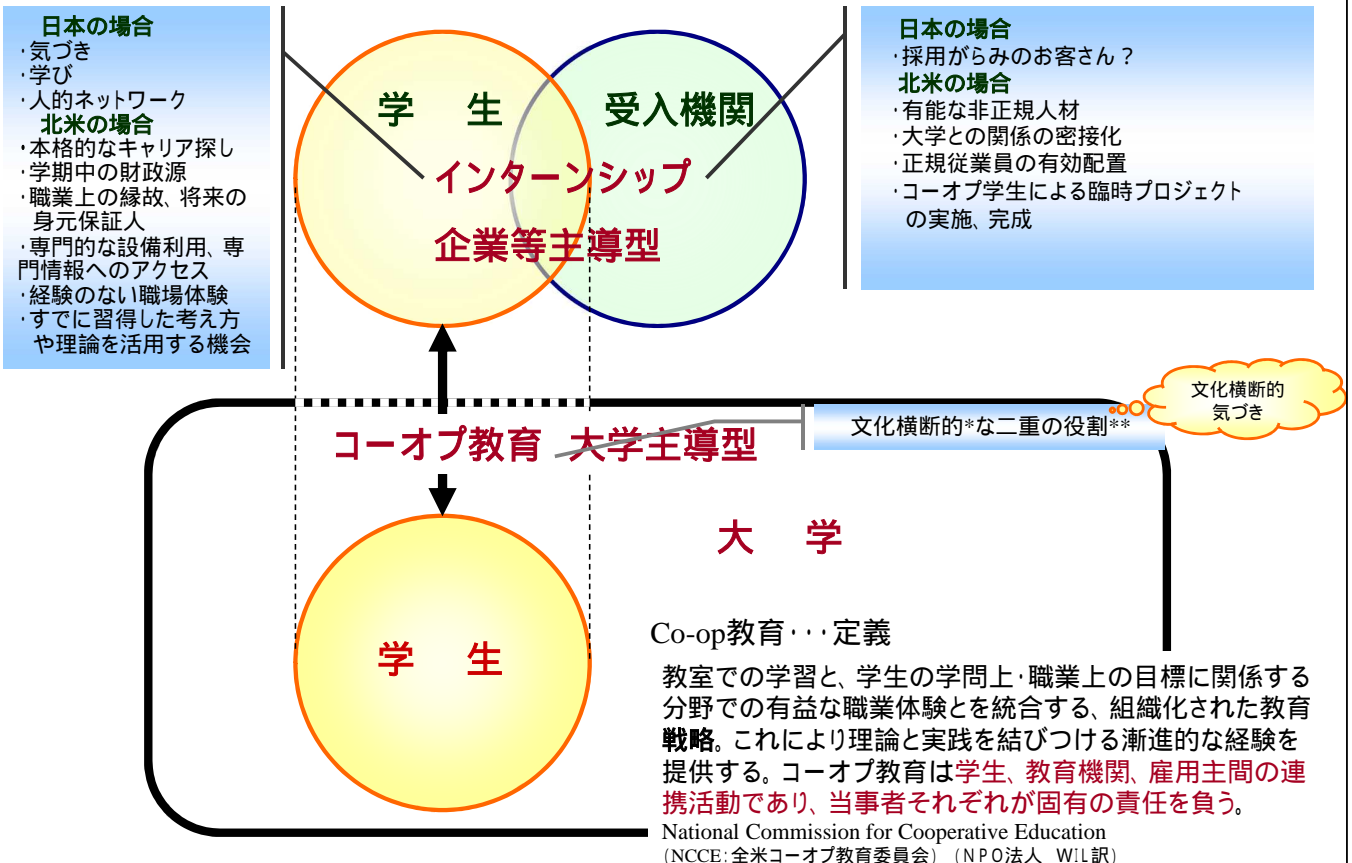 日本の場合
・気づき
・学び
・人的ネットワーク
北米の場合
・本格的なキャリア探し
・学期中の財政源
・職業上の縁故、将来の
身元保証人
・専門的な設備利用、専
門情報へのアクセス
・経験のない職場体験
・すでに習得した考え方
や理論を活用する機会
学 生
受入機関
インターンシップ
企業等主導型
日本の場合
・採用がらみのお客さん？
北米の場合
・有能な非正規人材
・大学との関係の密接化
・正規従業員の有効配置
・コーオプ学生による臨時プロジェクト
の実施、完成
文化横断的
気づき
文化横断的*な二重の役割**
コーオプ教育 大学主導型
大 学
学 生
Co-op教育・・・定義
教室での学習と、学生の学問上・職業上の目標に関係する
分野での有益な職業体験とを統合する、組織化された教育
戦略。これにより理論と実践を結びつける漸進的な経験を
提供する。コーオプ教育は学生、教育機関、雇用主間の連
携活動であり、当事者それぞれが固有の責任を負う。
National Commission for Cooperative Education
(NCCE:全米コーオプ教育委員会) (NPO法人 WIL訳)